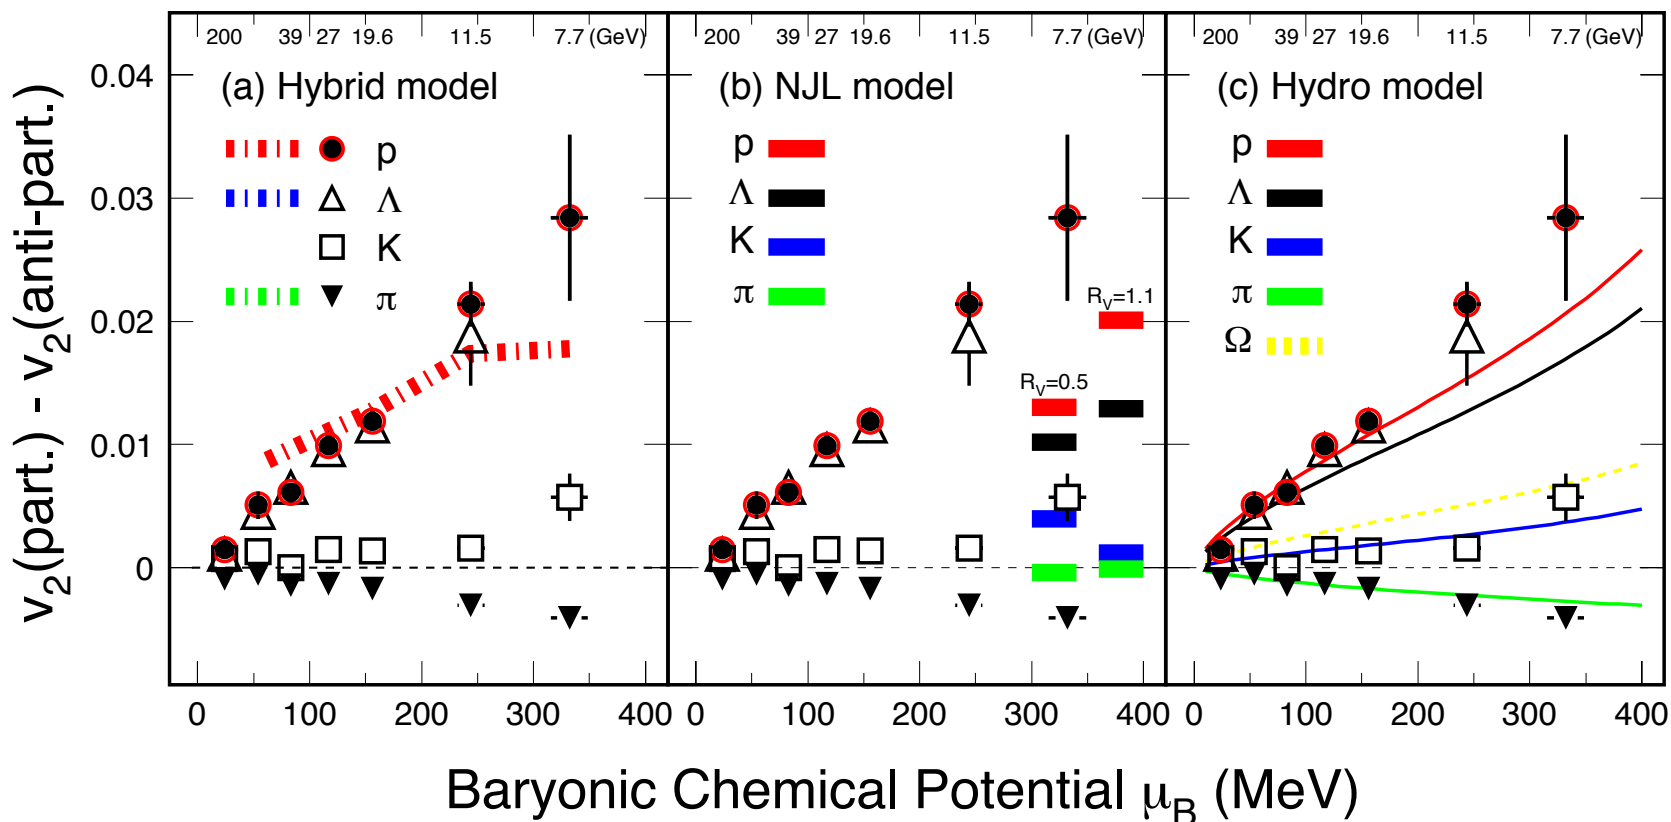 200 39 27 19.6 11.5 7.7 (GeV)
200 39 27 19.6 11.5 7.7 (GeV)
200 39 27 19.6 11.5 7.7 (GeV)
v₂(part.) - v₂(anti-part.)
0.04
0.03
0.02
0.01
0
(a) Hybrid model
p
Λ
K
π
(b) NJL model
p
Λ
K
π
R_V=1.1
R_V=0.5
(c) Hydro model
p
Λ
K
π
Ω
0 100 200 300 400
0 100 200 300 400
0 100 200 300 400
Baryonic Chemical Potential μ_B (MeV)